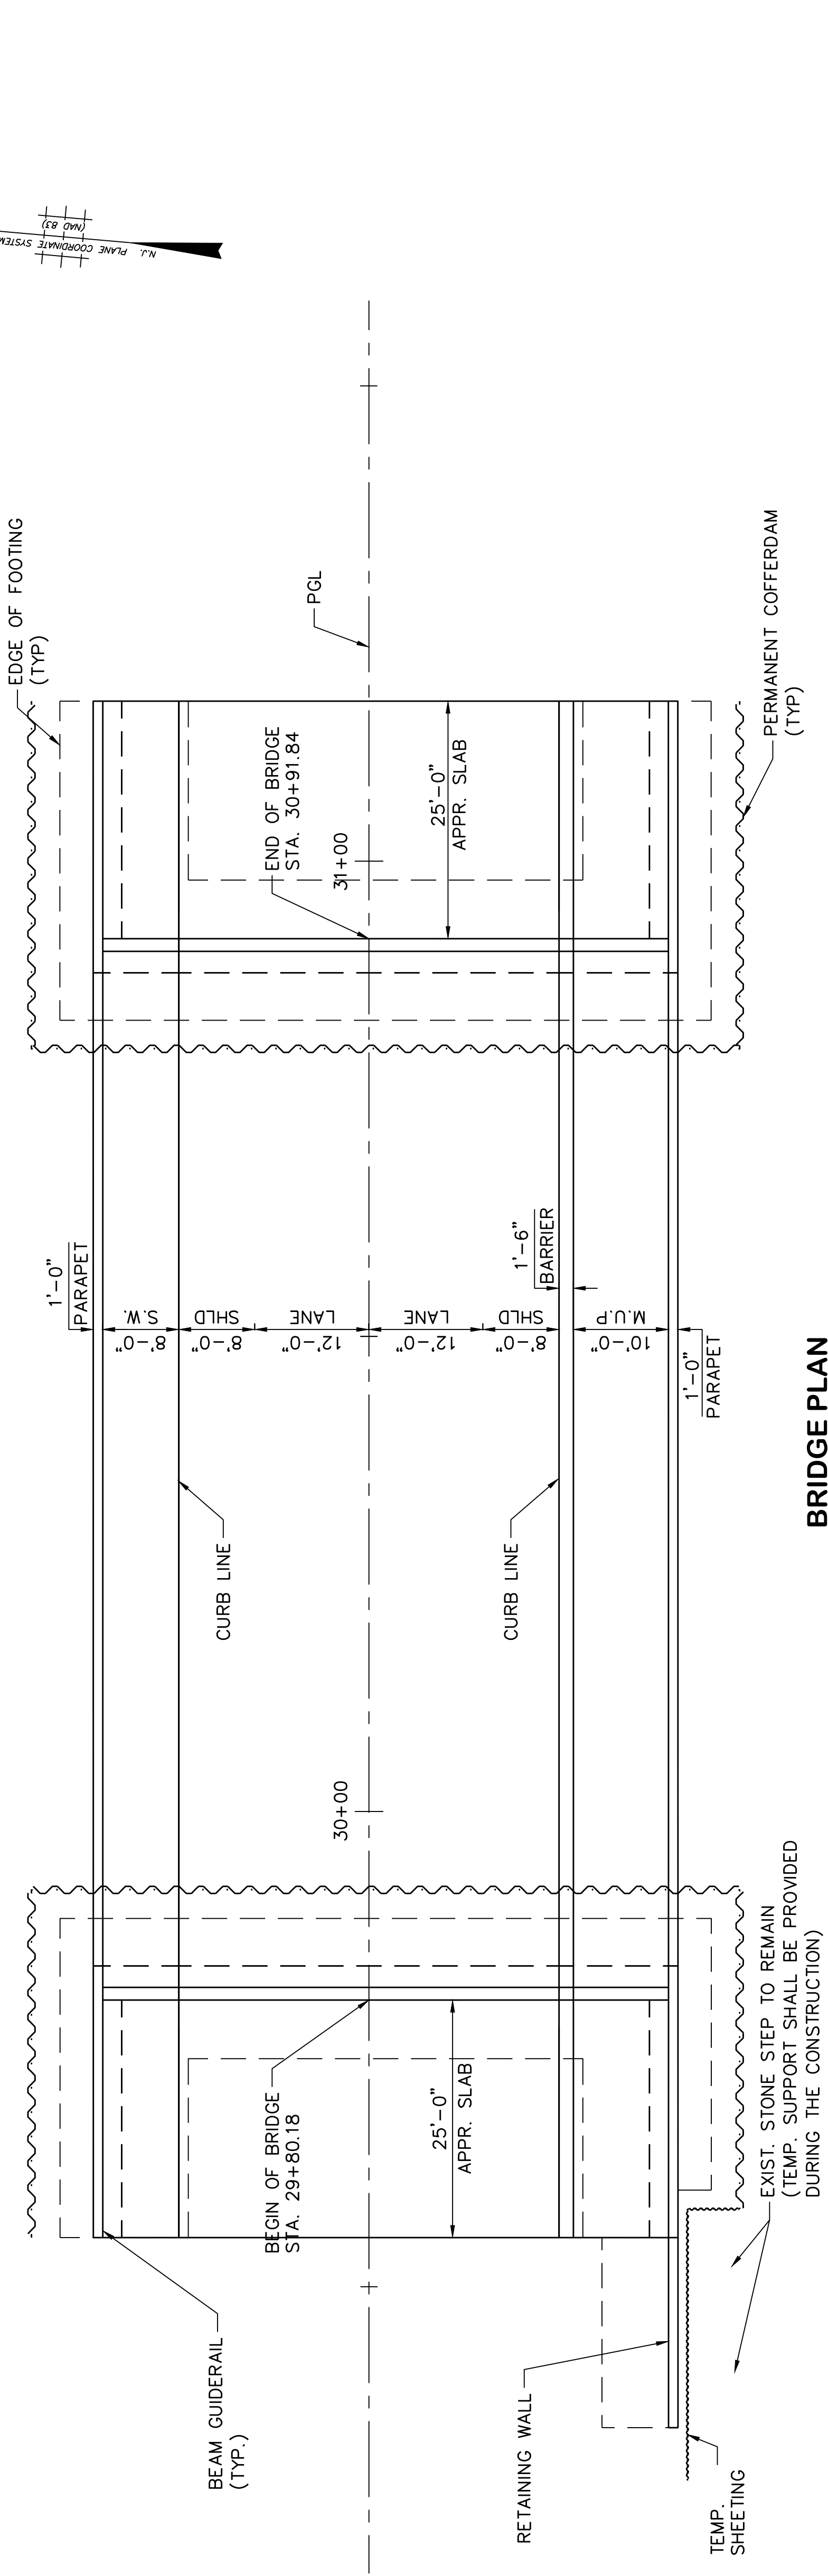 N.J. PLANE COORDINATE SYSTEM
(NAD 83)
EDGE OF FOOTING
(TYP)
PGL
PERMANENT COFFERDAM
(TYP)
END OF BRIDGE
STA. 30+91.84
31+00
25'-0"
APPR. SLAB
1'-0"
PARAPET
8'-0"
S.W.
8'-0"
SHLD
12'-0"
LANE
12'-0"
LANE
8'-0"
SHLD
1'-6"
BARRIER
10'-0"
M.U.P
1'-0"
PARAPET
CURB LINE
CURB LINE
BRIDGE PLAN
30+00
BEGIN OF BRIDGE
STA. 29+80.18
25'-0"
APPR. SLAB
EXIST. STONE STEP TO REMAIN
(TEMP. SUPPORT SHALL BE PROVIDED
DURING THE CONSTRUCTION)
BEAM GUIDERAIL
(TYP.)
RETAINING WALL
TEMP.
SHEETING